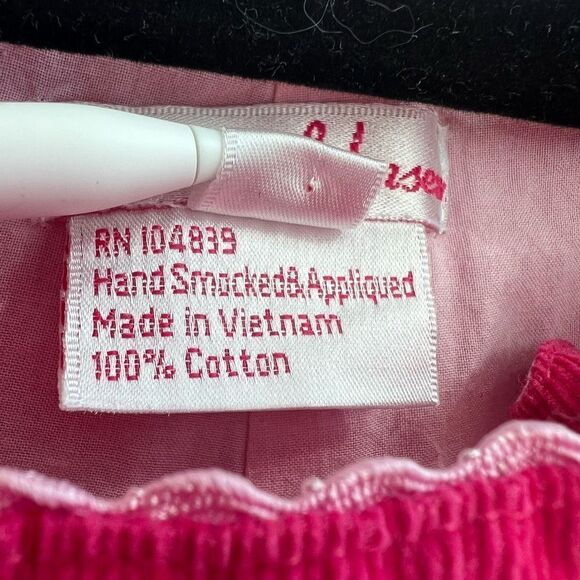 RN 104839
Hand Smocked&Appliqued
Made in Vietnam
100% Cotton